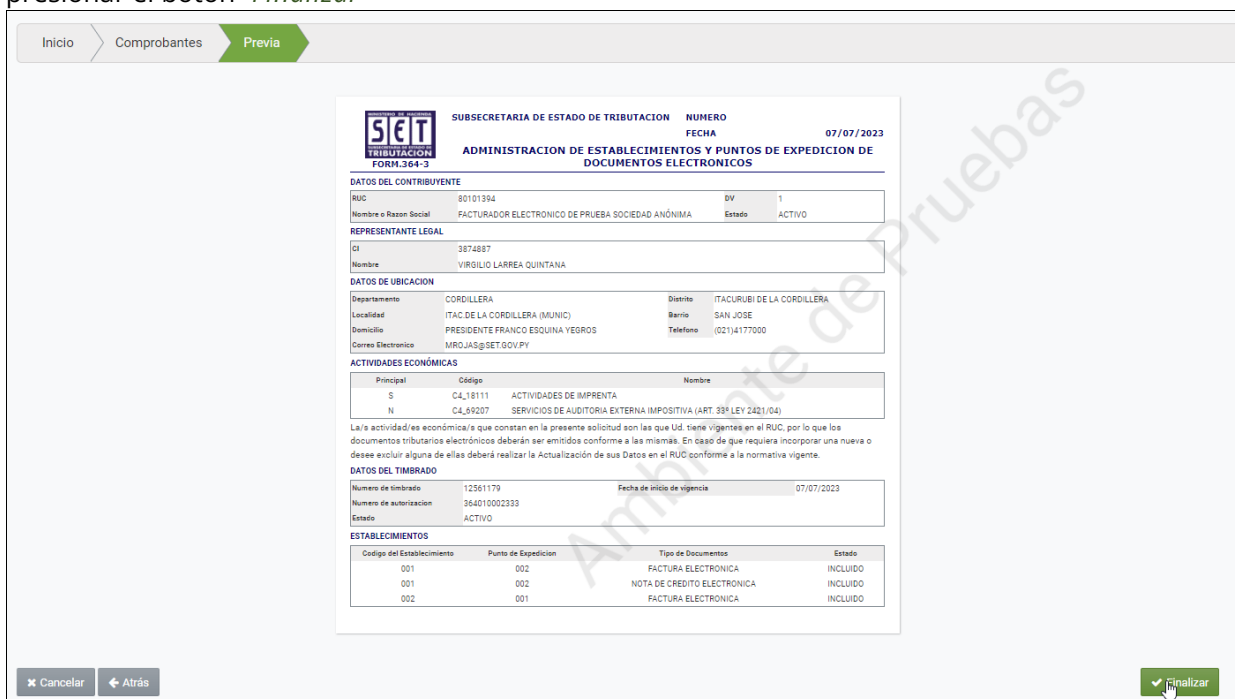 presionar el botón "Finalizar"
Inicio Comprobantes Previa
MINISTERIO DE HACIENDA
SET
SUBSECRETARIA DE ESTADO DE
TRIBUTACION
FORM.364-3
SUBSECRETARIA DE ESTADO DE TRIBUTACION NUMERO
FECHA 07/07/2023
ADMINISTRACION DE ESTABLECIMIENTOS Y PUNTOS DE EXPEDICION DE
DOCUMENTOS ELECTRONICOS
DATOS DEL CONTRIBUYENTE
RUC 80101394 DV 1
Nombre o Razon Social FACTURADOR ELECTRONICO DE PRUEBA SOCIEDAD ANÓNIMA Estado ACTIVO
REPRESENTANTE LEGAL
CI 3874887
Nombre VIRGILIO LARREA QUINTANA
DATOS DE UBICACION
Departamento CORDILLERA Distrito ITACURUBI DE LA CORDILLERA
Localidad ITAC.DE LA CORDILLERA (MUNIC) Barrio SAN JOSE
Domicilio PRESIDENTE FRANCO ESQUINA YEGROS Telefono (021)4177000
Correo Electronico MROJAS@SET.GOV.PY
ACTIVIDADES ECONÓMICAS
Principal Código Nombre
S C4_18111 ACTIVIDADES DE IMPRENTA
N C4_69207 SERVICIOS DE AUDITORIA EXTERNA IMPOSITIVA (ART. 33º LEY 2421/04)
La/s actividad/es económica/s que constan en la presente solicitud son las que Ud. tiene vigentes en el RUC, por lo que los
documentos tributarios electrónicos deberán ser emitidos conforme a las mismas. En caso de que requiera incorporar una nueva o
desee excluir alguna de ellas deberá realizar la Actualización de sus Datos en el RUC conforme a la normativa vigente.
DATOS DEL TIMBRADO
Numero de timbrado 12561179 Fecha de inicio de vigencia 07/07/2023
Numero de autorizacion 364010002333
Estado ACTIVO
ESTABLECIMIENTOS
Codigo del Establecimiento Punto de Expedicion Tipo de Documentos Estado
001 002 FACTURA ELECTRONICA INCLUIDO
001 002 NOTA DE CREDITO ELECTRONICA INCLUIDO
002 001 FACTURA ELECTRONICA INCLUIDO
Ambiente de Pruebas
Cancelar Atrás Finalizar